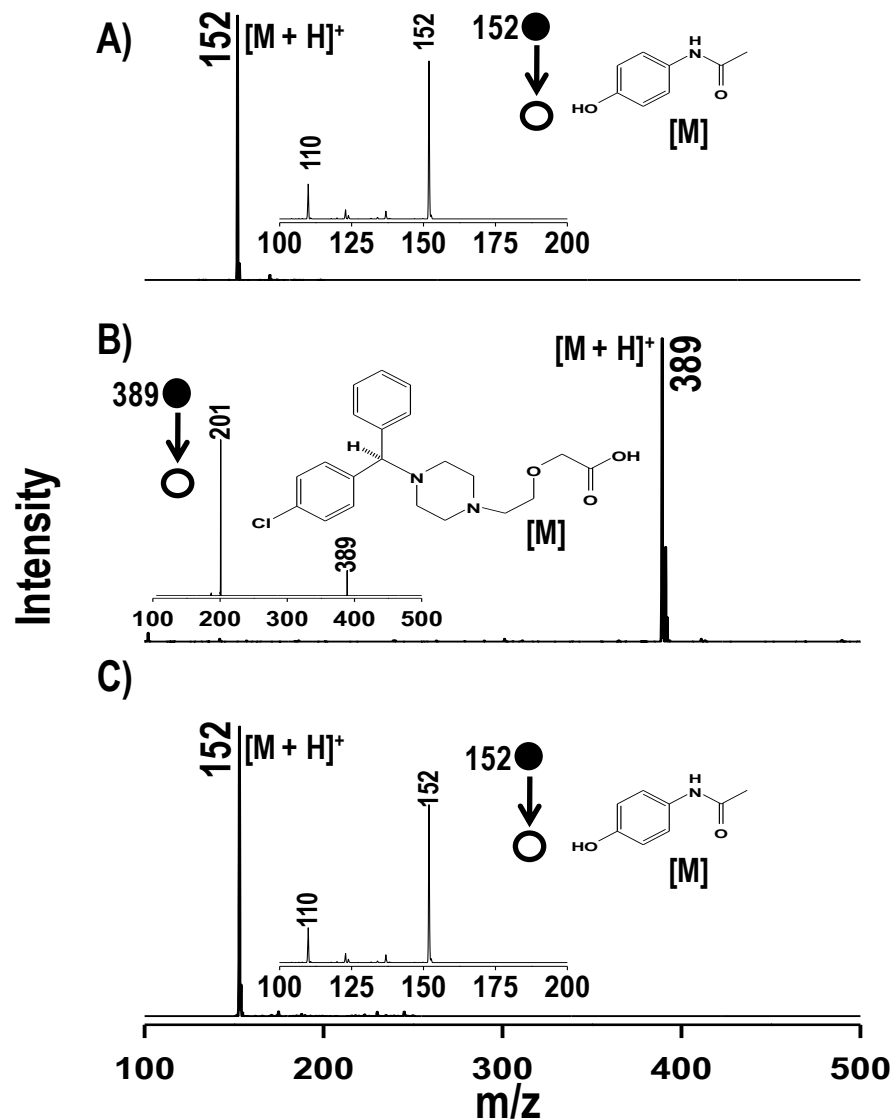 A)
152
[M + H]⁺
152
110
152
H
N
O
HO
[M]
100 125 150 175 200
B)
[M + H]⁺
389
389
201
H
N
N
O
OH
O
Cl
[M]
389
100 200 300 400 500
C)
152
[M + H]⁺
152
110
152
H
N
O
HO
[M]
100 125 150 175 200
Intensity
100 200 300 400 500
m/z